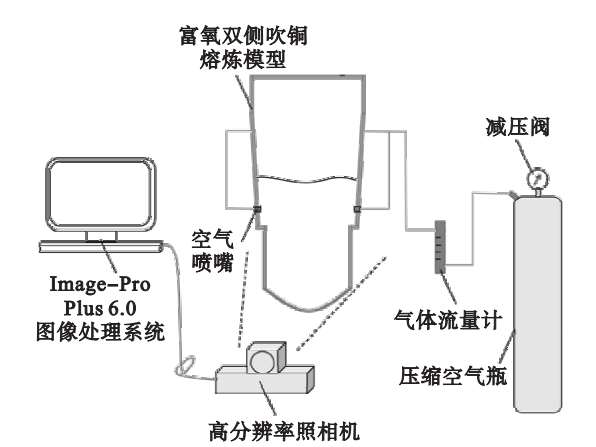 富氧双侧吹铜
熔炼模型
减压阀
空气
喷嘴
Image-Pro
Plus 6.0
图像处理系统
气体流量计
压缩空气瓶
高分辨率照相机